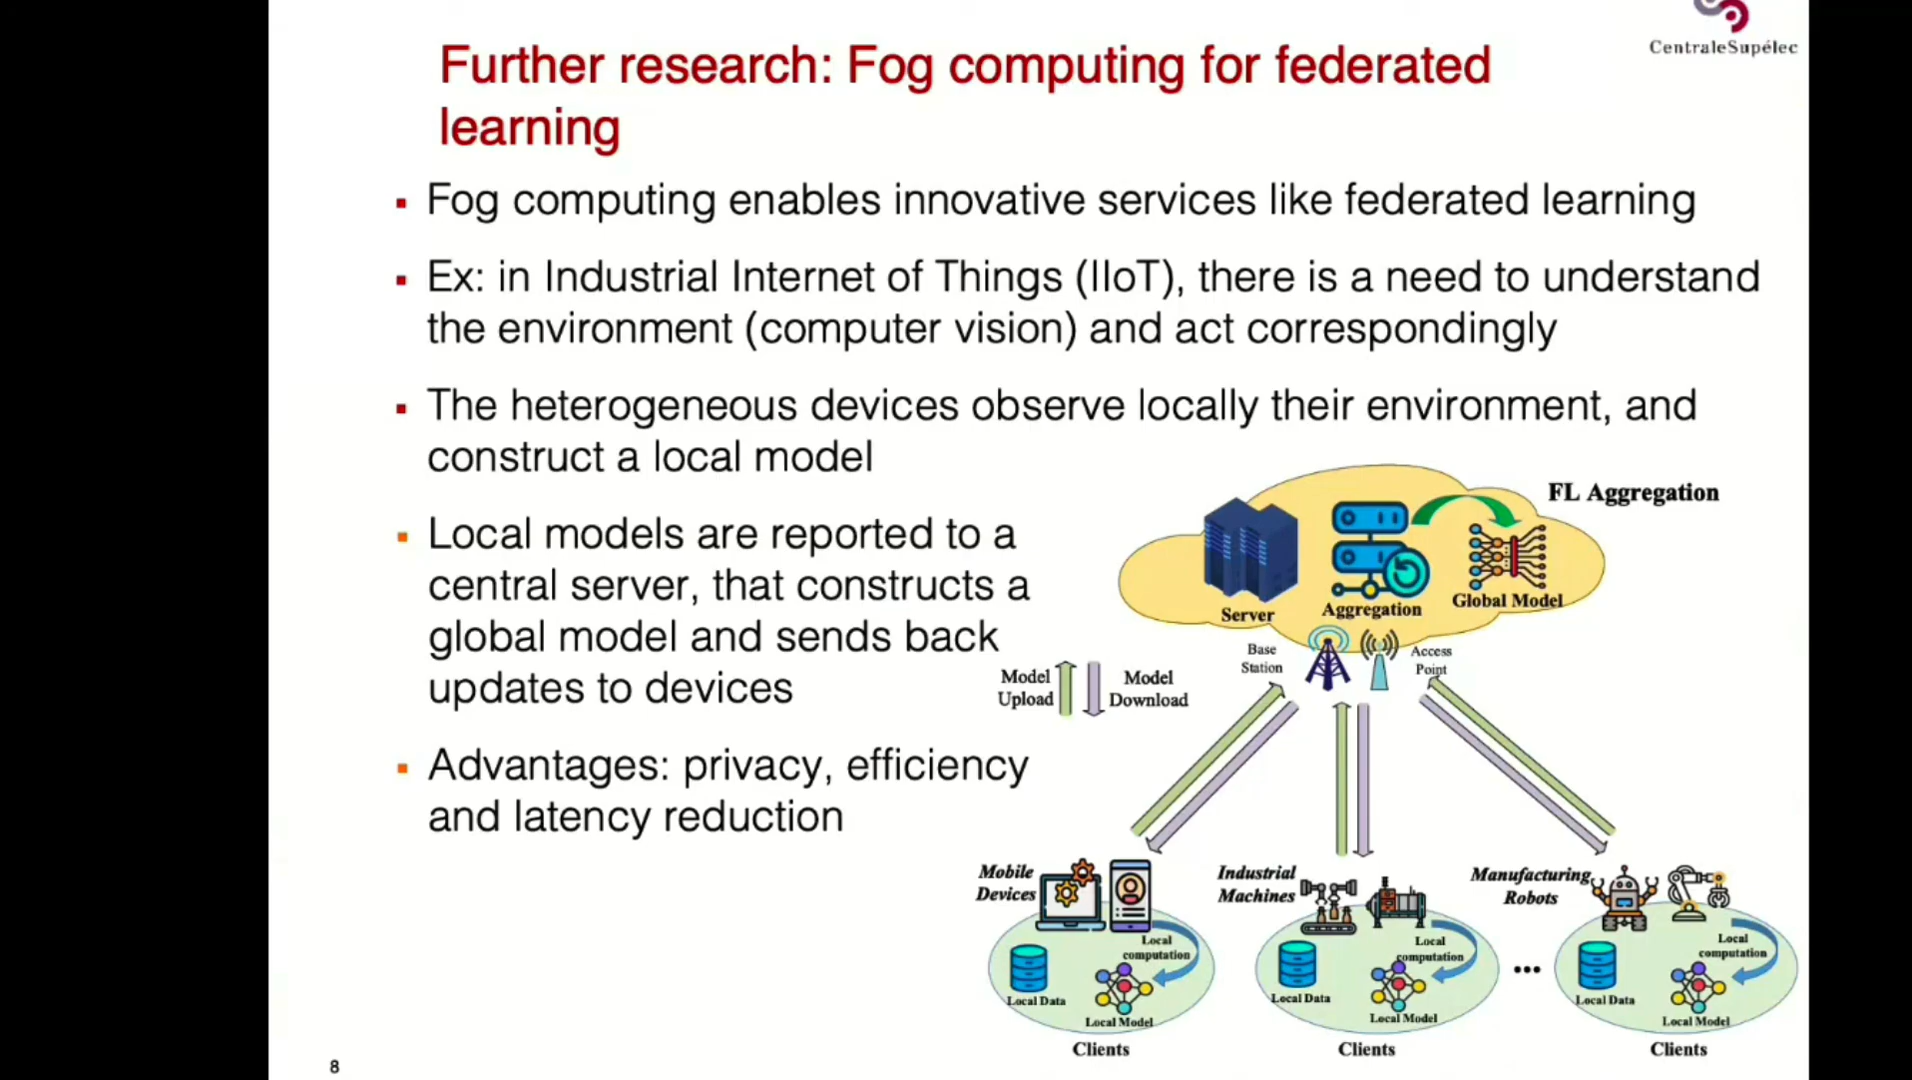 CentraleSupélec
Further research: Fog computing for federated
learning
▪ Fog computing enables innovative services like federated learning
▪ Ex: in Industrial Internet of Things (IIoT), there is a need to understand
the environment (computer vision) and act correspondingly
▪ The heterogeneous devices observe locally their environment, and
construct a local model
▪ Local models are reported to a
central server, that constructs a
global model and sends back
updates to devices
▪ Advantages: privacy, efficiency
and latency reduction
FL Aggregation
Server
Aggregation
Global Model
Base
Station
Access
Point
Model
Upload
Model
Download
Mobile
Devices
Local
computation
Local Data
Local Model
Clients
Industrial
Machines
Local
computation
Local Data
Local Model
Clients
...
Manufacturing
Robots
Local
computation
Local Data
Local Model
Clients
8